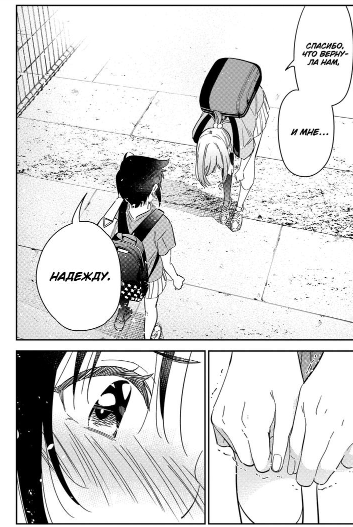 СПАСИБО,
ЧТО ВЕРНУ-
ЛА НАМ,
И МНЕ...
НАДЕЖДУ.